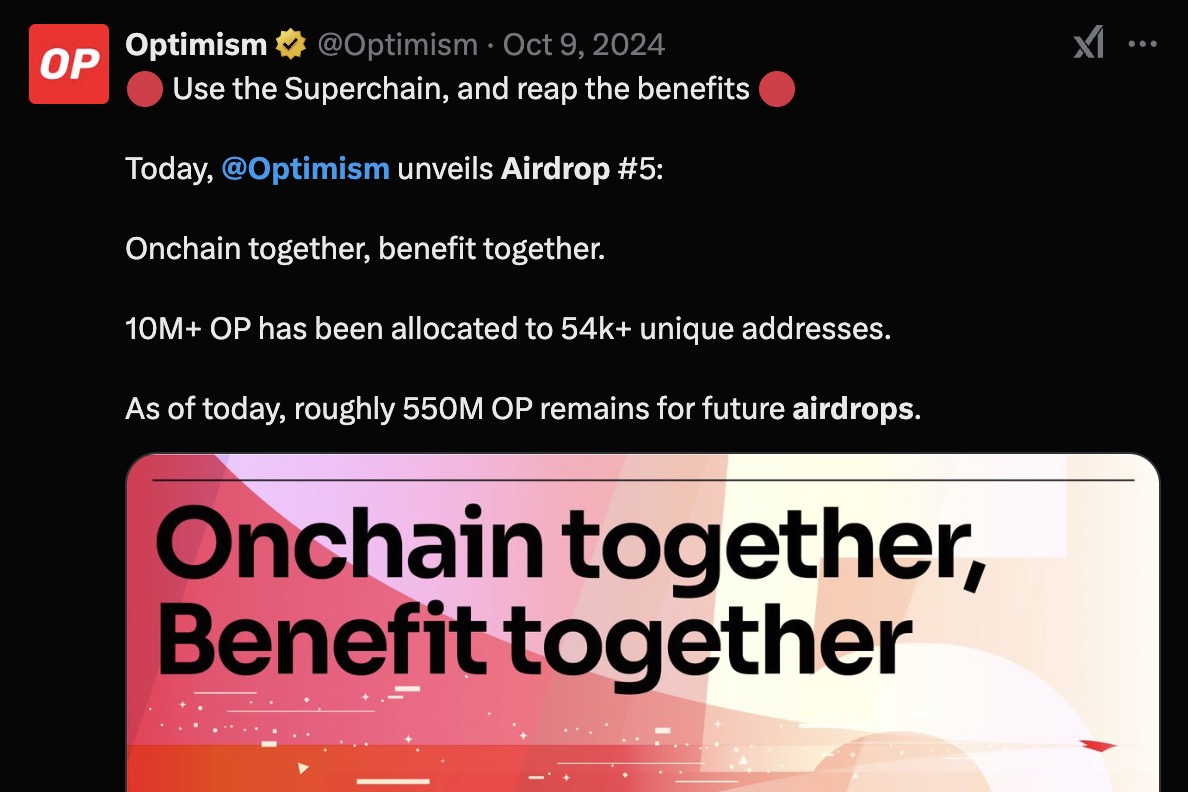 OP
Optimism @Optimism · Oct 9, 2024
🔴 Use the Superchain, and reap the benefits 🔴
Today, @Optimism unveils Airdrop #5:
Onchain together, benefit together.
10M+ OP has been allocated to 54k+ unique addresses.
As of today, roughly 550M OP remains for future airdrops.
Onchain together,
Benefit together